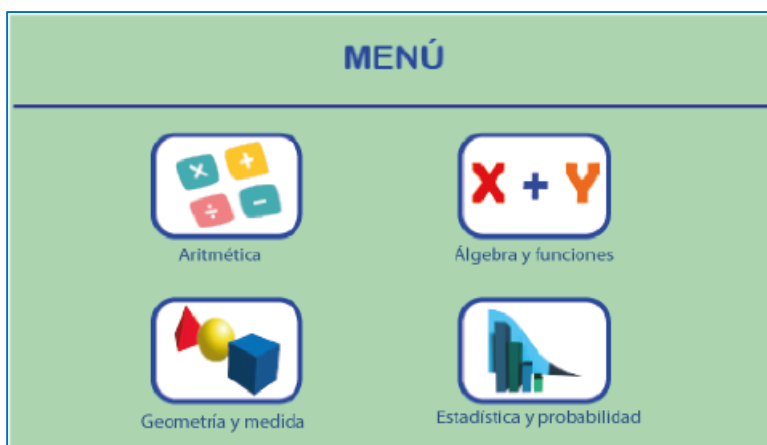 MENÚ
× +
÷ −
X + Y
Aritmética
Álgebra y funciones
Geometría y medida
Estadística y probabilidad